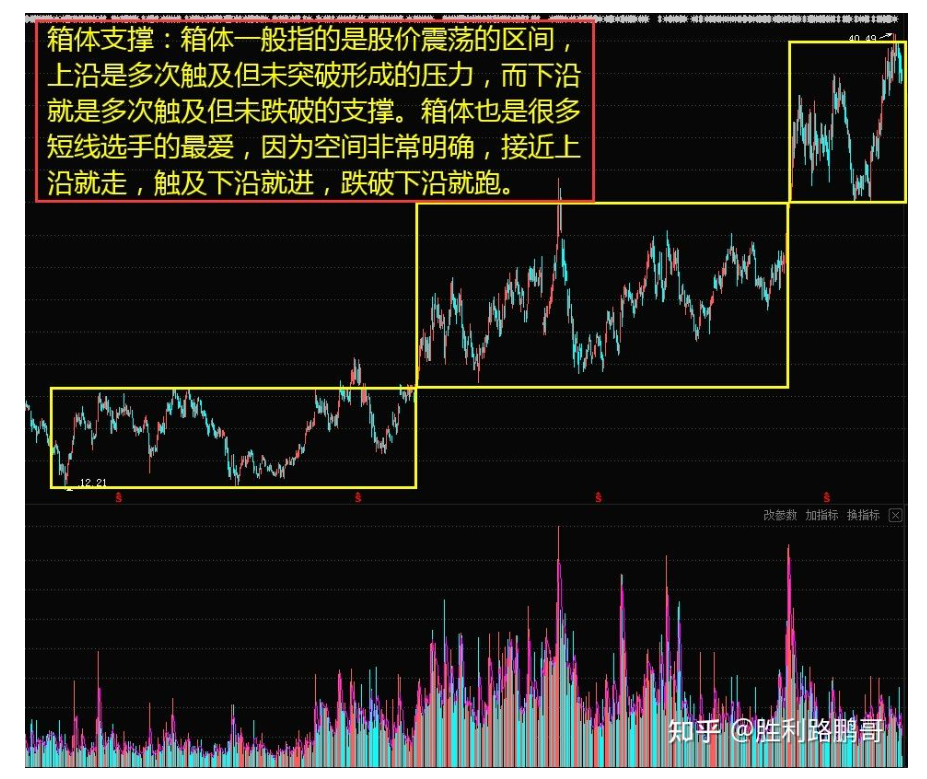 箱体支撑：箱体一般指的是股价震荡的区间，
上沿是多次触及但未突破形成的压力，而下沿
就是多次触及但未跌破的支撑。箱体也是很多
短线选手的最爱，因为空间非常明确，接近上
沿就走，触及下沿就进，跌破下沿就跑。
40.49
12.21
S S S S
改参数 加指标 换指标
知乎 @胜利路鹏哥